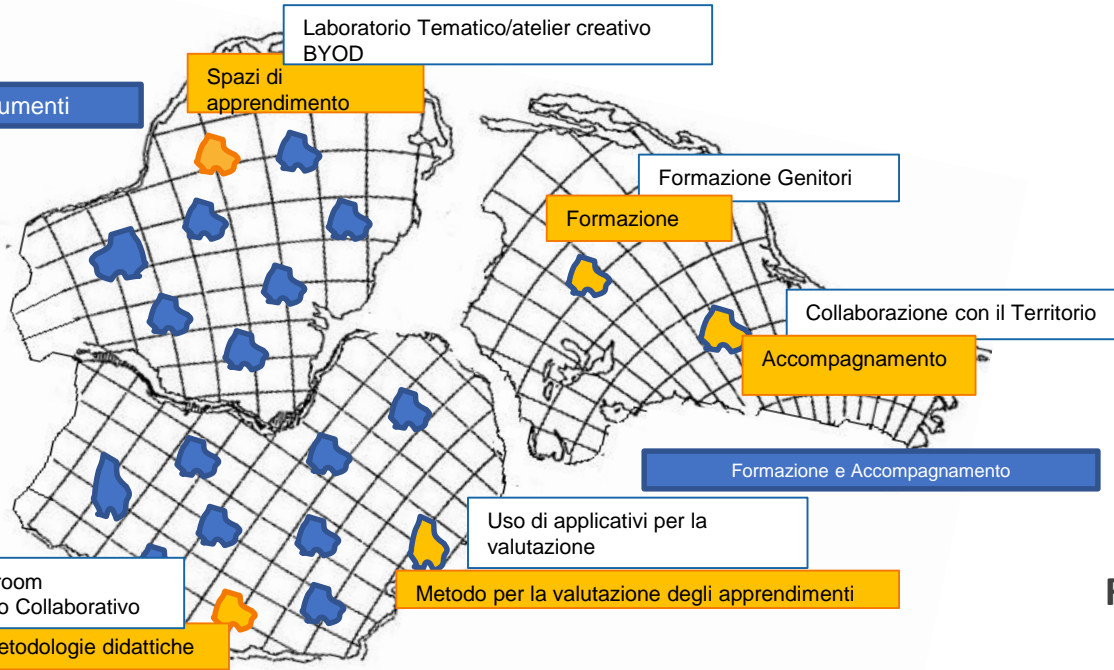 Laboratorio Tematico/atelier creativo
BYOD
Spazi di
apprendimento
umenti
Formazione Genitori
Formazione
Collaborazione con il Territorio
Accompagnamento
Formazione e Accompagnamento
Uso di applicativi per la
valutazione
Metodo per la valutazione degli apprendimenti
room
o Collaborativo
etodologie didattiche